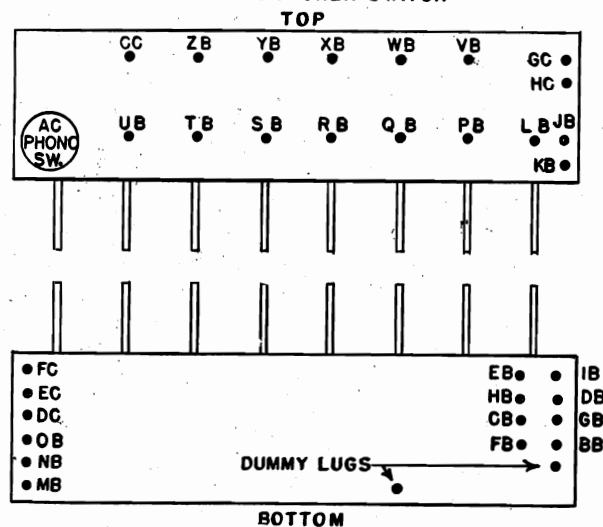 TOP
CC ZB YB XB WB VB GC
HC
AC PHONO SW.
UB TB SB RB QB PB LB JB
KB
FC EB IB
EC HB DB
DC CB GB
OB FB BB
NB DUMMY LUGS
MB
BOTTOM